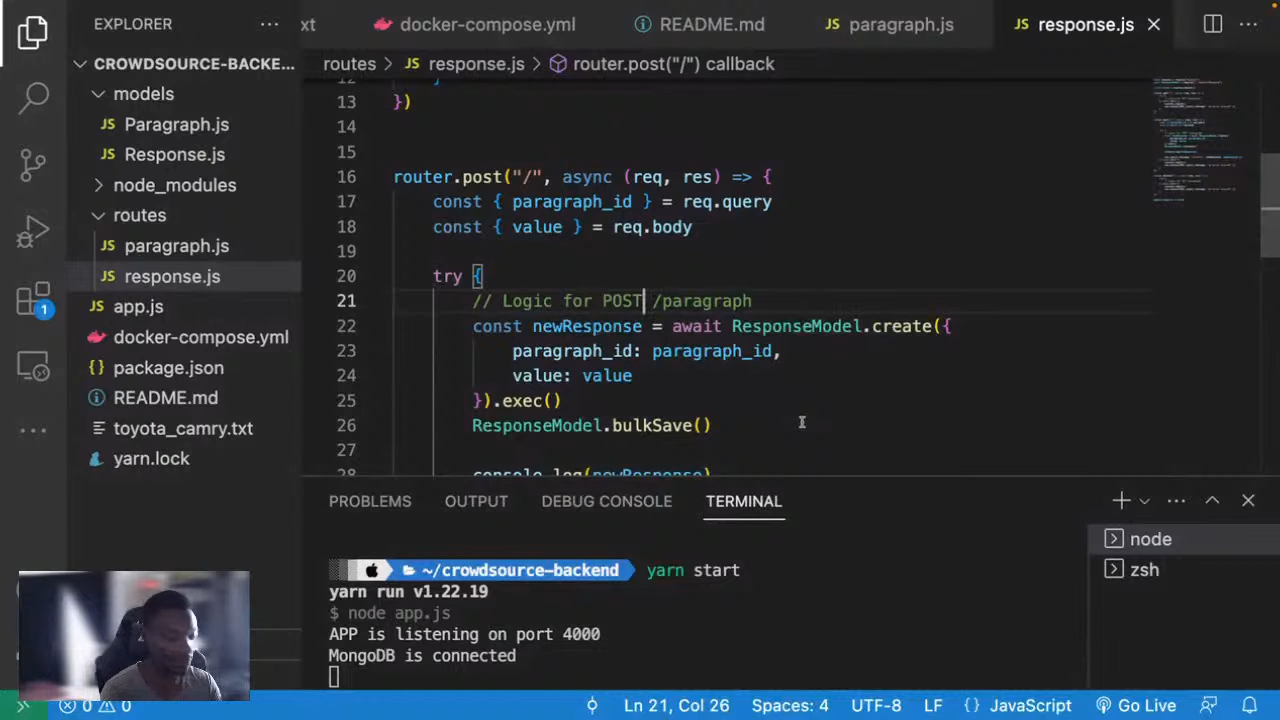 EXPLORER
CROWDSOURCE-BACKE...
models
JS Paragraph.js
JS Response.js
node_modules
routes
JS paragraph.js
JS response.js
JS app.js
docker-compose.yml
{} package.json
README.md
toyota_camry.txt
yarn.lock
1
xt
docker-compose.yml
README.md
JS paragraph.js
JS response.js
routes > JS response.js > router.post("/") callback
13 })
14
15
16 router.post("/", async (req, res) => {
17 const { paragraph_id } = req.query
18 const { value } = req.body
19
20 try {
21 // Logic for POST /paragraph
22 const newResponse = await ResponseModel.create({
23 paragraph_id: paragraph_id,
24 value: value
25 }).exec()
26 ResponseModel.bulkSave()
27
28 console.log(newResponse)
PROBLEMS OUTPUT DEBUG CONSOLE TERMINAL
~/crowdsource-backend yarn start
yarn run v1.22.19
$ node app.js
APP is listening on port 4000
MongoDB is connected
node
zsh
0 0 Ln 21, Col 26 Spaces: 4 UTF-8 LF {} JavaScript Go Live